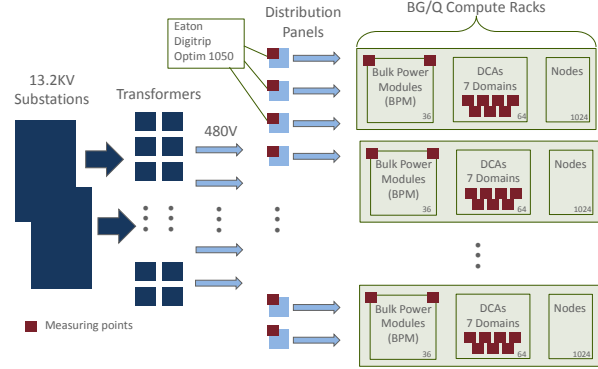 Distribution
Panels
BG/Q Compute Racks
Eaton
Digitrip
Optim 1050
13.2KV
Substations
Transformers
480V
Bulk Power
Modules
(BPM)
36
DCAs
7 Domains
64
Nodes
1024
Bulk Power
Modules
(BPM)
36
DCAs
7 Domains
64
Nodes
1024
Bulk Power
Modules
(BPM)
36
DCAs
7 Domains
64
Nodes
1024
Measuring points